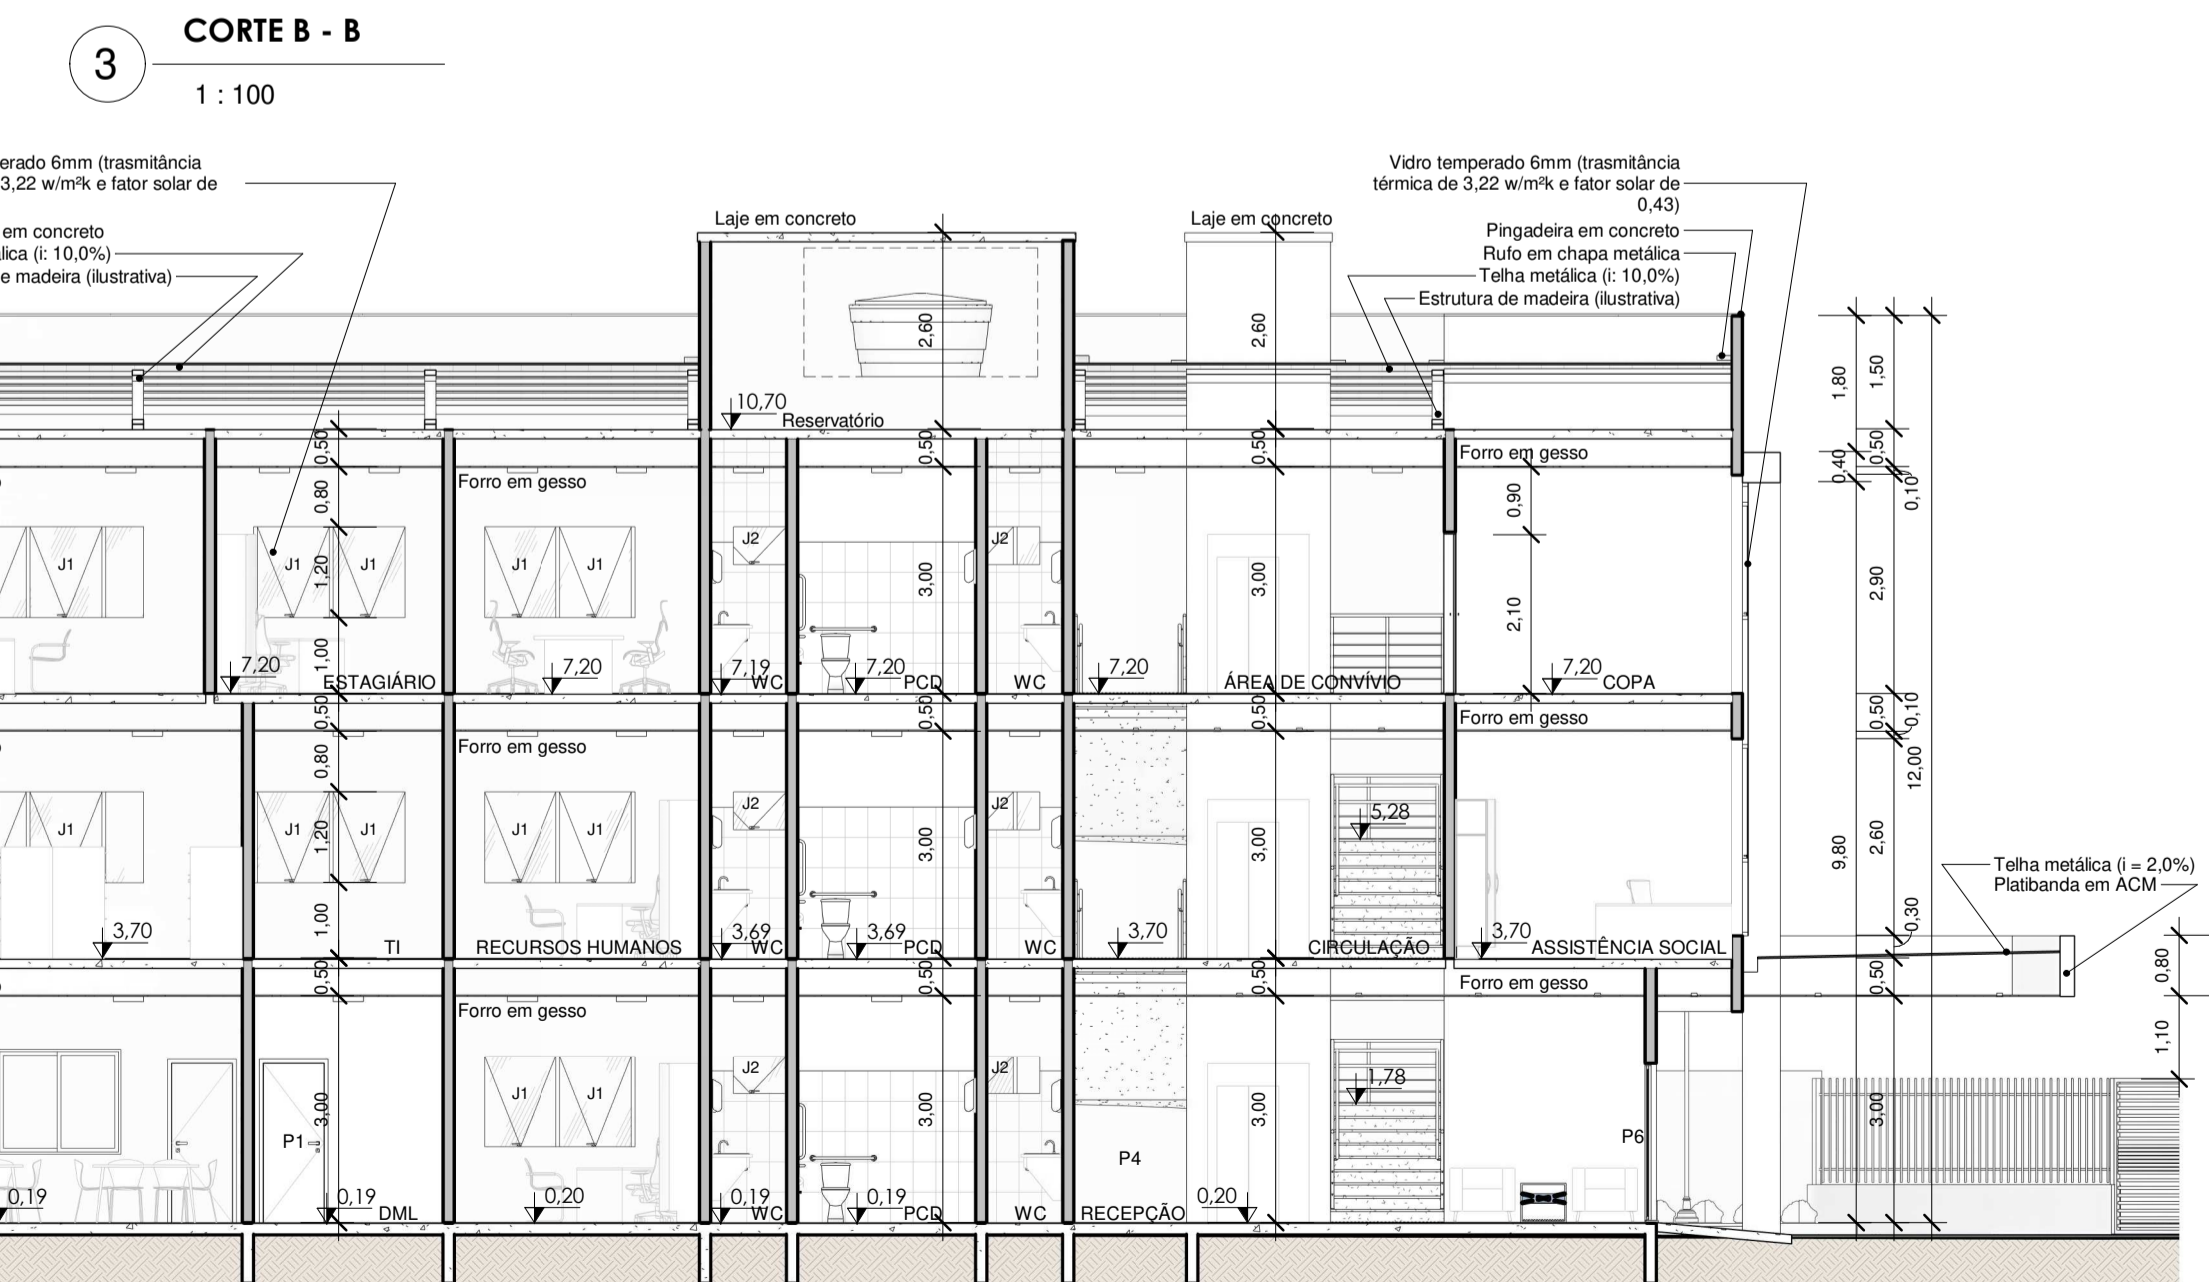 3
CORTE B - B
1 : 100
erado 6mm (trasmitância
3,22 w/m²k e fator solar de
em concreto
lica (i: 10,0%)
e madeira (ilustrativa)
Laje em concreto
Laje em concreto
Vidro temperado 6mm (trasmitância
térmica de 3,22 w/m²k e fator solar de
0,43)
Pingadeira em concreto
Rufo em chapa metálica
Telha metálica (i: 10,0%)
Estrutura de madeira (ilustrativa)
2,60
2,60
1,80
1,50
10,70
Reservatório
0,50
0,50
0,50
0,50
0,40
0,10
Forro em gesso
Forro em gesso
0,80
0,90
J1
J1
J1
J1
J1
J2
J2
1,20
3,00
3,00
2,10
2,90
1,00
7,20
7,20
7,19
7,20
7,20
7,20
ESTAGIÁRIO
WC
PCD
WC
ÁREA DE CONVÍVIO
COPA
0,50
0,50
0,50
0,50
0,10
Forro em gesso
Forro em gesso
0,80
12,00
J1
J1
J1
J1
J1
J2
J2
1,20
3,00
3,00
5,28
9,80
2,60
Telha metálica (i = 2,0%)
Platibanda em ACM
1,00
0,30
3,70
3,69
3,69
3,70
3,70
TI
RECURSOS HUMANOS
WC
PCD
WC
CIRCULAÇÃO
ASSISTÊNCIA SOCIAL
0,50
0,50
0,50
0,50
0,80
Forro em gesso
Forro em gesso
1,10
J1
J1
J2
J2
1,78
3,00
3,00
3,00
3,00
P1
P4
P6
0,19
0,19
0,20
0,19
0,19
0,20
DML
WC
PCD
WC
RECEPÇÃO